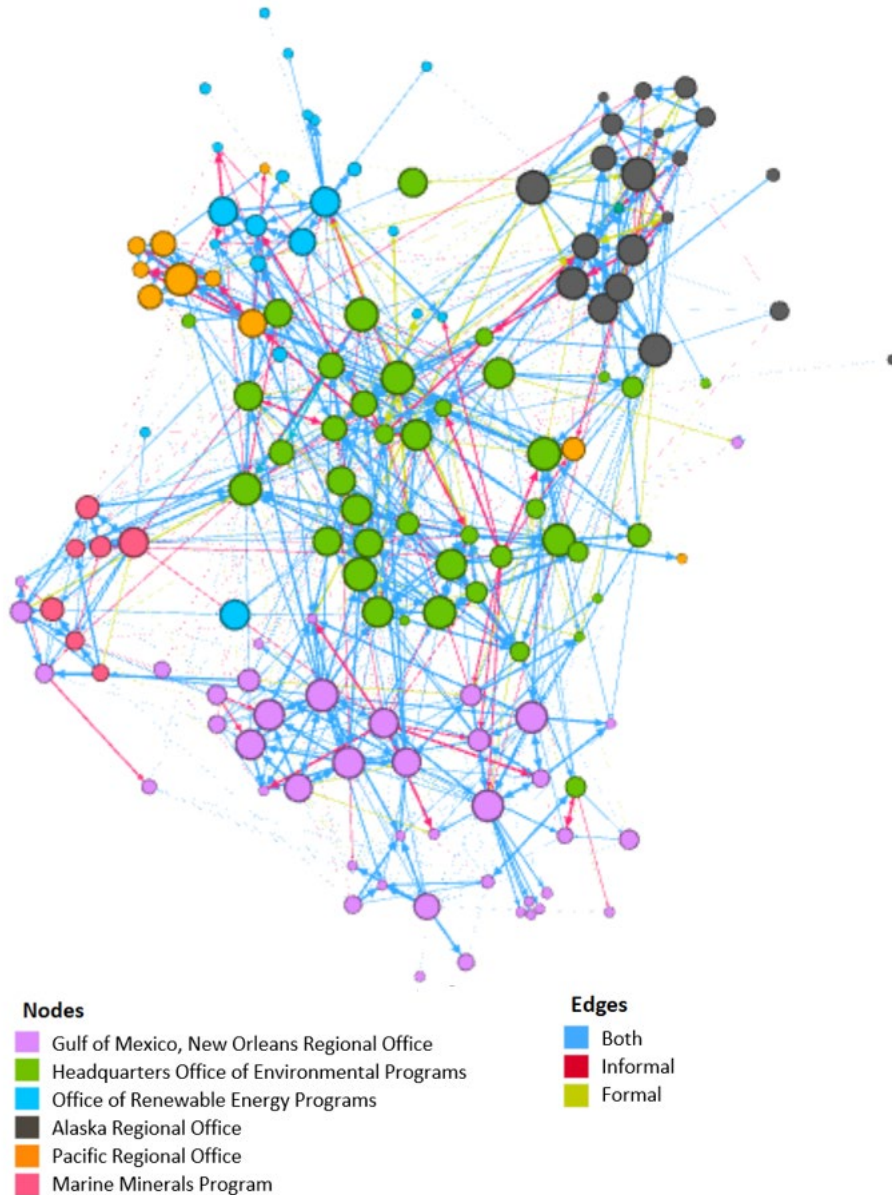 Nodes
Gulf of Mexico, New Orleans Regional Office
Headquarters Office of Environmental Programs
Office of Renewable Energy Programs
Alaska Regional Office
Pacific Regional Office
Marine Minerals Program
Edges
Both
Informal
Formal